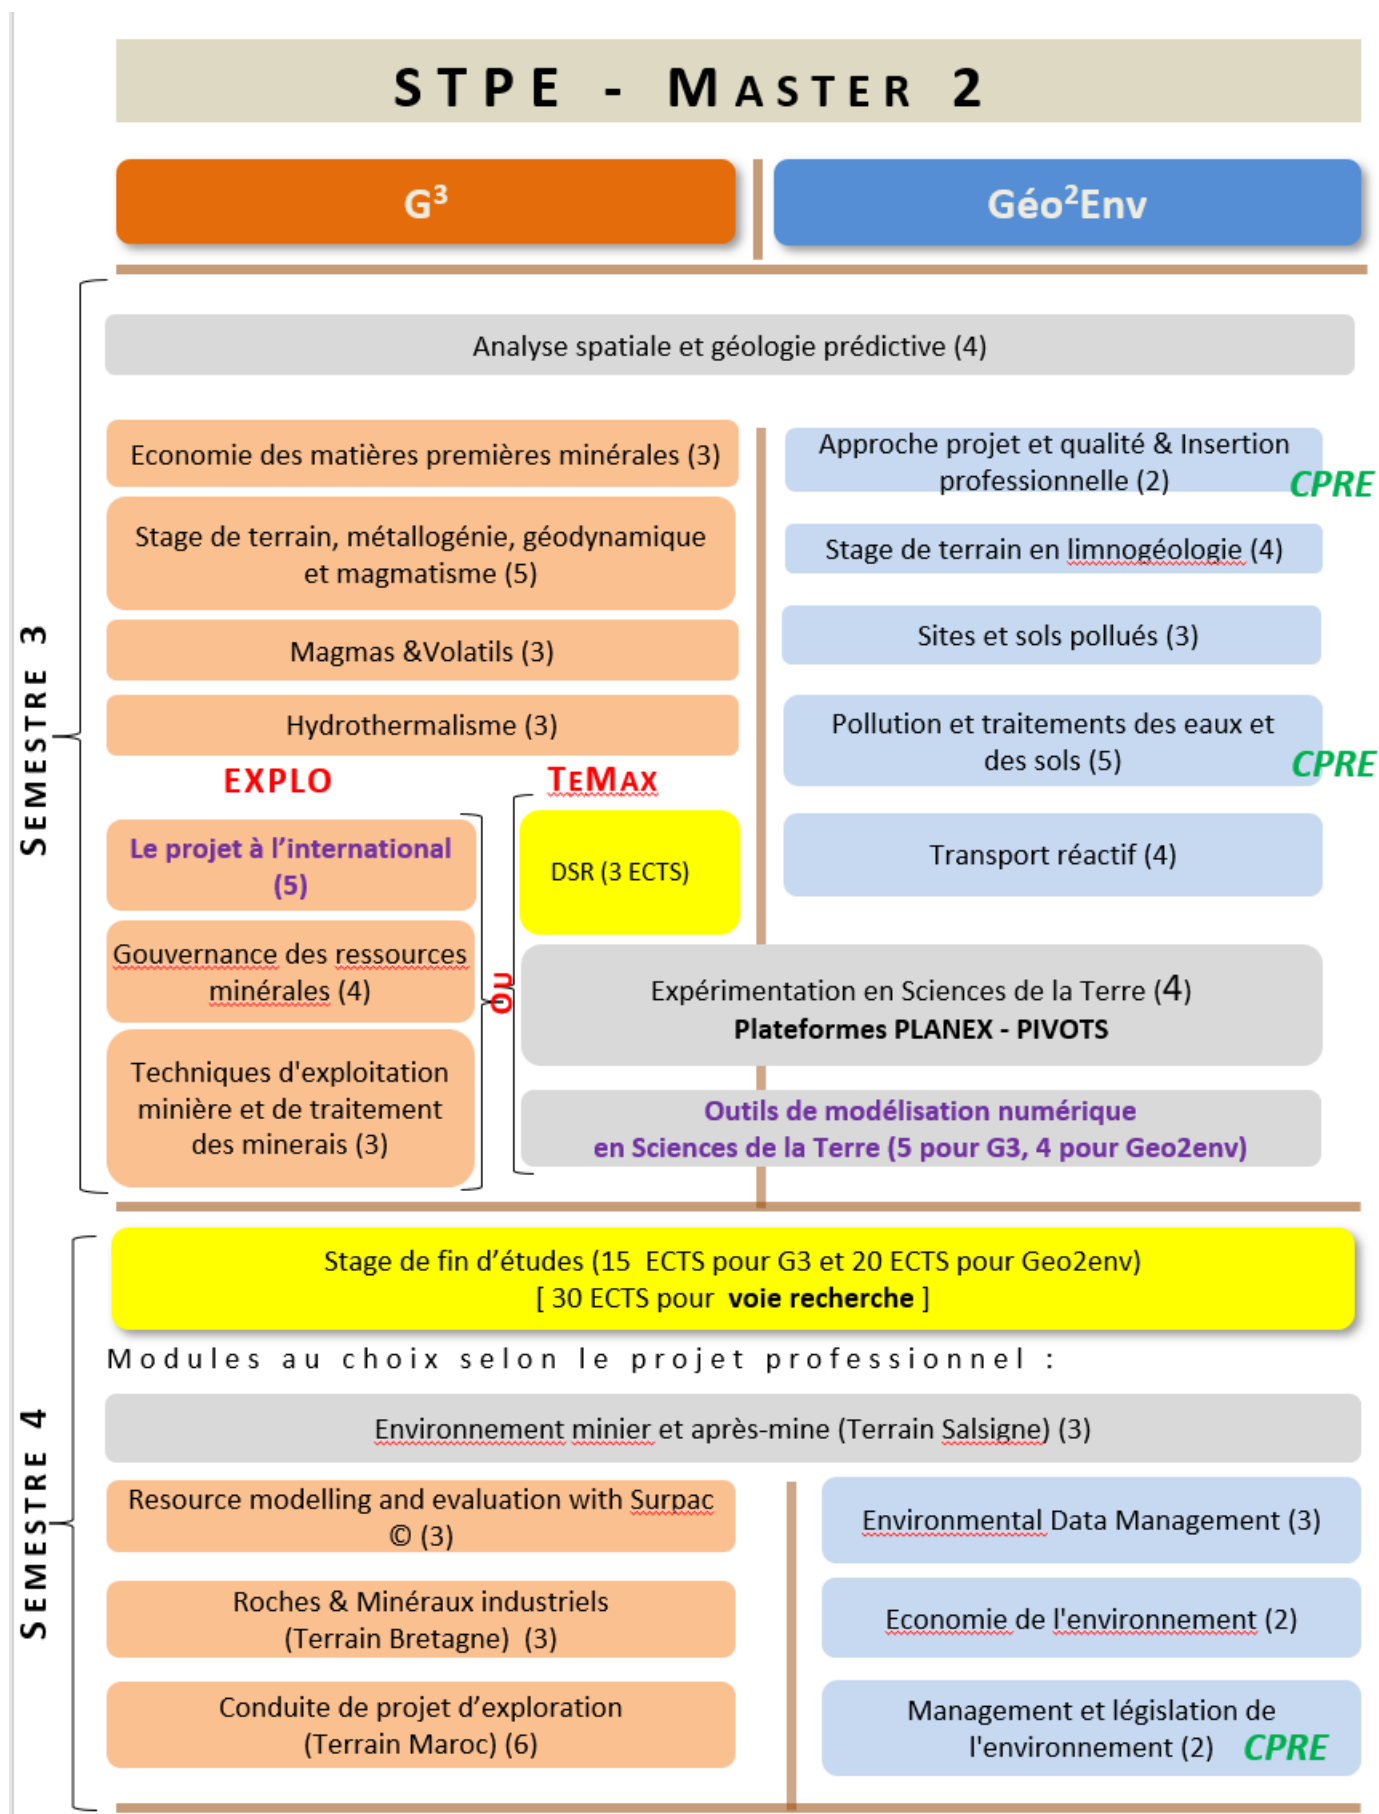 STPE - MASTER 2
G³
Géo²Env
SEMESTRE 3
Analyse spatiale et géologie prédictive (4)
Economie des matières premières minérales (3)
Stage de terrain, métallogénie, géodynamique
et magmatisme (5)
Magmas &Volatils (3)
Hydrothermalisme (3)
EXPLO
Le projet à l’international
(5)
Gouvernance des ressources
minérales (4)
Techniques d'exploitation
minière et de traitement
des minerais (3)
OU
TEMAX
DSR (3 ECTS)
Approche projet et qualité & Insertion
professionnelle (2)
CPRE
Stage de terrain en limnogéologie (4)
Sites et sols pollués (3)
Pollution et traitements des eaux et
des sols (5)
CPRE
Transport réactif (4)
Expérimentation en Sciences de la Terre (4)
Plateformes PLANEX - PIVOTS
Outils de modélisation numérique
en Sciences de la Terre (5 pour G3, 4 pour Geo2env)
SEMESTRE 4
Stage de fin d’études (15 ECTS pour G3 et 20 ECTS pour Geo2env)
[ 30 ECTS pour voie recherche ]
Modules au choix selon le projet professionnel :
Environnement minier et après-mine (Terrain Salsigne) (3)
Resource modelling and evaluation with Surpac
© (3)
Roches & Minéraux industriels
(Terrain Bretagne) (3)
Conduite de projet d’exploration
(Terrain Maroc) (6)
Environmental Data Management (3)
Economie de l'environnement (2)
Management et législation de
l'environnement (2) CPRE